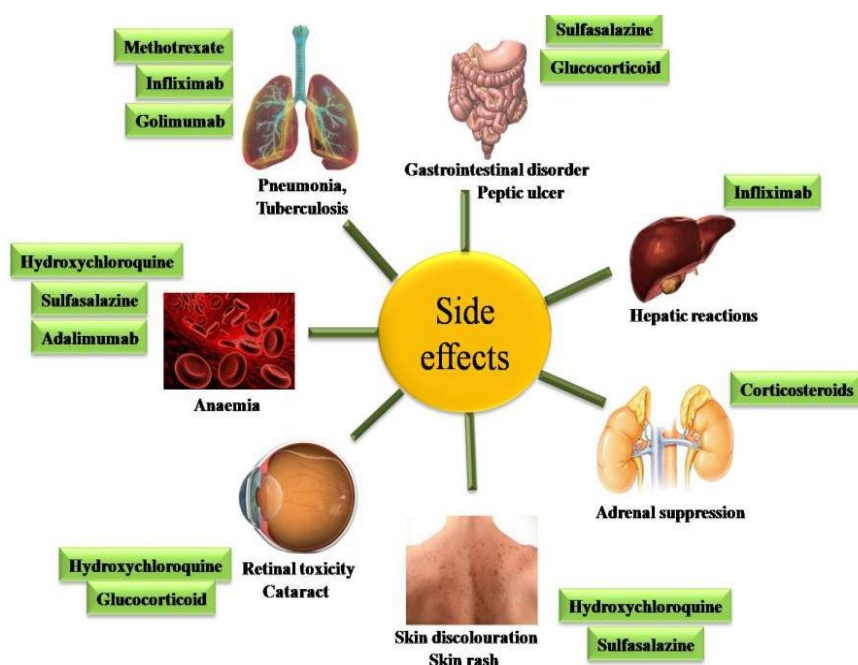 Methotrexate
Infliximab
Golimumab
Pneumonia,
Tuberculosis
Sulfasalazine
Glucocorticoid
Gastrointestinal disorder
Peptic ulcer
Infliximab
Hepatic reactions
Hydroxychloroquine
Sulfasalazine
Adalimumab
Anaemia
Side
effects
Corticosteroids
Adrenal suppression
Hydroxychloroquine
Glucocorticoid
Retinal toxicity
Cataract
Skin discolouration
Skin rash
Hydroxychloroquine
Sulfasalazine